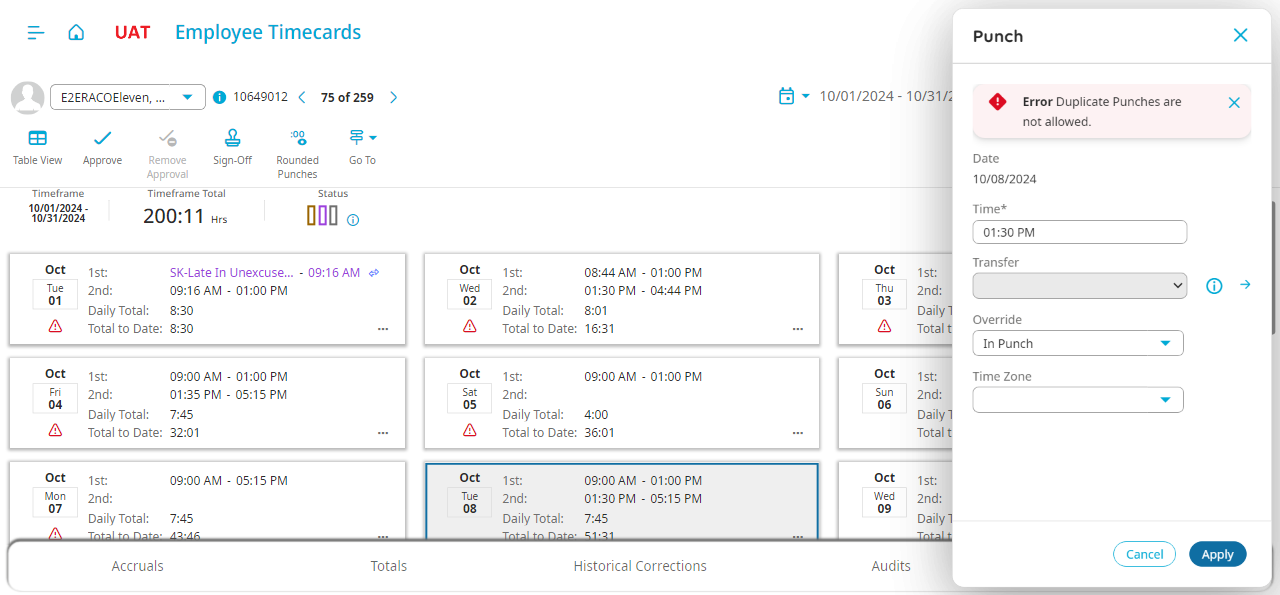 UAT Employee Timecards
E2ERACOEleven, ... 10649012 75 of 259 10/01/2024 - 10/31/2
Table View
Approve
Remove Approval
Sign-Off
Rounded Punches
Go To
Timeframe
10/01/2024 -
10/31/2024
Timeframe Total
200:11 Hrs
Status
Oct
Tue
01
1st: SK-Late In Unexcuse... - 09:16 AM
2nd: 09:16 AM - 01:00 PM
Daily Total: 8:30
Total to Date: 8:30
...
Oct
Wed
02
1st: 08:44 AM - 01:00 PM
2nd: 01:30 PM - 04:44 PM
Daily Total: 8:01
Total to Date: 16:31
...
Oct
Thu
03
1st:
2nd:
Daily T
Total t
Oct
Fri
04
1st: 09:00 AM - 01:00 PM
2nd: 01:35 PM - 05:15 PM
Daily Total: 7:45
Total to Date: 32:01
...
Oct
Sat
05
1st: 09:00 AM - 01:00 PM
2nd:
Daily Total: 4:00
Total to Date: 36:01
...
Oct
Sun
06
1st:
2nd:
Daily T
Total t
Oct
Mon
07
1st: 09:00 AM - 05:15 PM
2nd:
Daily Total: 7:45
Total to Date: 43:46
...
Oct
Tue
08
1st: 09:00 AM - 01:00 PM
2nd: 01:30 PM - 05:15 PM
Daily Total: 7:45
Total to Date: 51:31
...
Oct
Wed
09
1st:
2nd:
Daily T
Total t
Accruals Totals Historical Corrections Audits
Punch
Error Duplicate Punches are
not allowed.
Date
10/08/2024
Time*
01:30 PM
Transfer
Override
In Punch
Time Zone
Cancel Apply